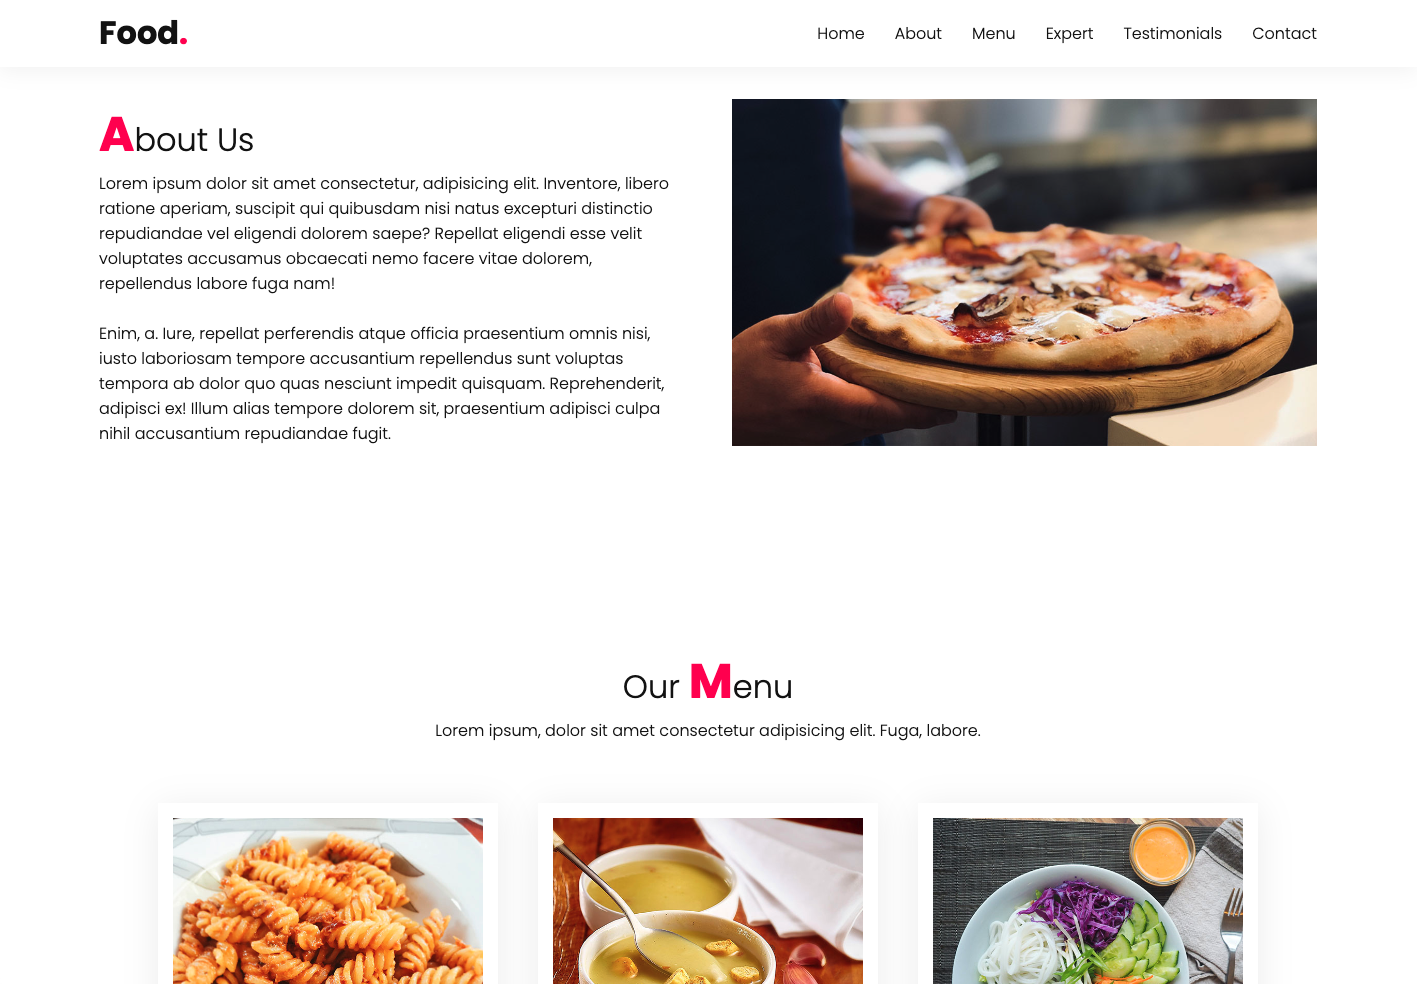 Food.
Home About Menu Expert Testimonials Contact
About Us
Lorem ipsum dolor sit amet consectetur, adipisicing elit. Inventore, libero
ratione aperiam, suscipit qui quibusdam nisi natus excepturi distinctio
repudiandae vel eligendi dolorem saepe? Repellat eligendi esse velit
voluptates accusamus obcaecati nemo facere vitae dolorem,
repellendus labore fuga nam!
Enim, a. Iure, repellat perferendis atque officia praesentium omnis nisi,
iusto laboriosam tempore accusantium repellendus sunt voluptas
tempora ab dolor quo quas nesciunt impedit quisquam. Reprehenderit,
adipisci ex! Illum alias tempore dolorem sit, praesentium adipisci culpa
nihil accusantium repudiandae fugit.
Our Menu
Lorem ipsum, dolor sit amet consectetur adipisicing elit. Fuga, labore.